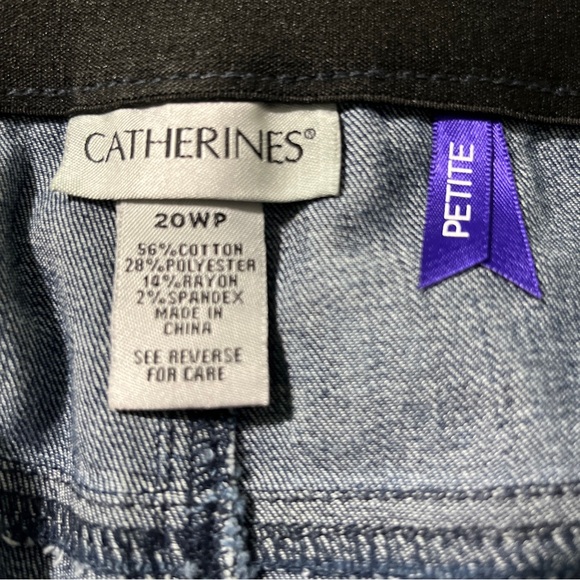 CATHERINES®
20WP
56%COTTON
28%POLYESTER
14%RAYON
2%SPANDEX
MADE IN
CHINA
SEE REVERSE
FOR CARE
PETITE